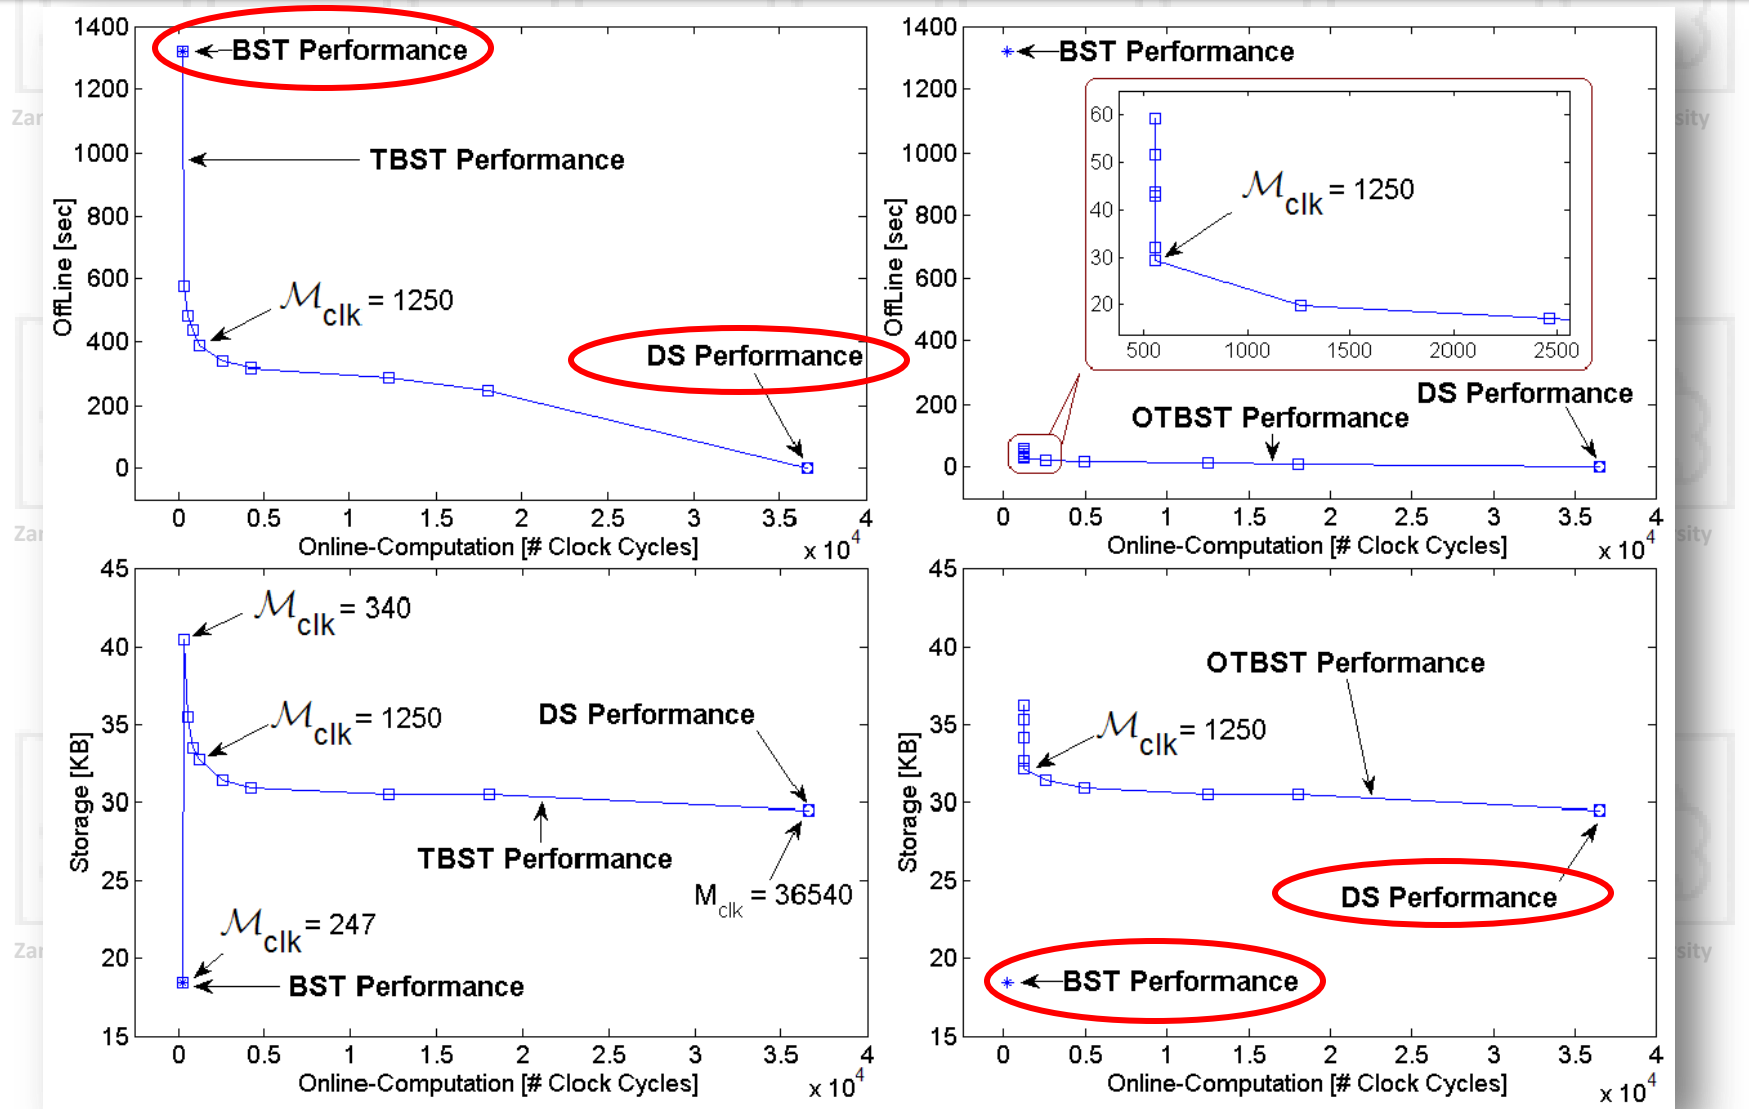 BST Performance
TBST Performance
ℳclk = 1250
DS Performance
OffLine [sec]
1400
1200
1000
800
600
400
200
0
0
0.5
1
1.5
2
2.5
3
3.5
4
x 10^4
Online-Computation [# Clock Cycles]
BST Performance
ℳclk = 1250
60
50
40
30
20
500
1000
1500
2000
2500
OTBST Performance
DS Performance
OffLine [sec]
1400
1200
1000
800
600
400
200
0
0
0.5
1
1.5
2
2.5
3
3.5
4
x 10^4
Online-Computation [# Clock Cycles]
ℳclk = 340
ℳclk = 1250
DS Performance
TBST Performance
Mclk = 36540
ℳclk = 247
BST Performance
Storage [KB]
45
40
35
30
25
20
15
0
0.5
1
1.5
2
2.5
3
3.5
4
x 10^4
Online-Computation [# Clock Cycles]
OTBST Performance
ℳclk = 1250
DS Performance
BST Performance
Storage [KB]
45
40
35
30
25
20
15
0
0.5
1
1.5
2
2.5
3
3.5
4
x 10^4
Online-Computation [# Clock Cycles]